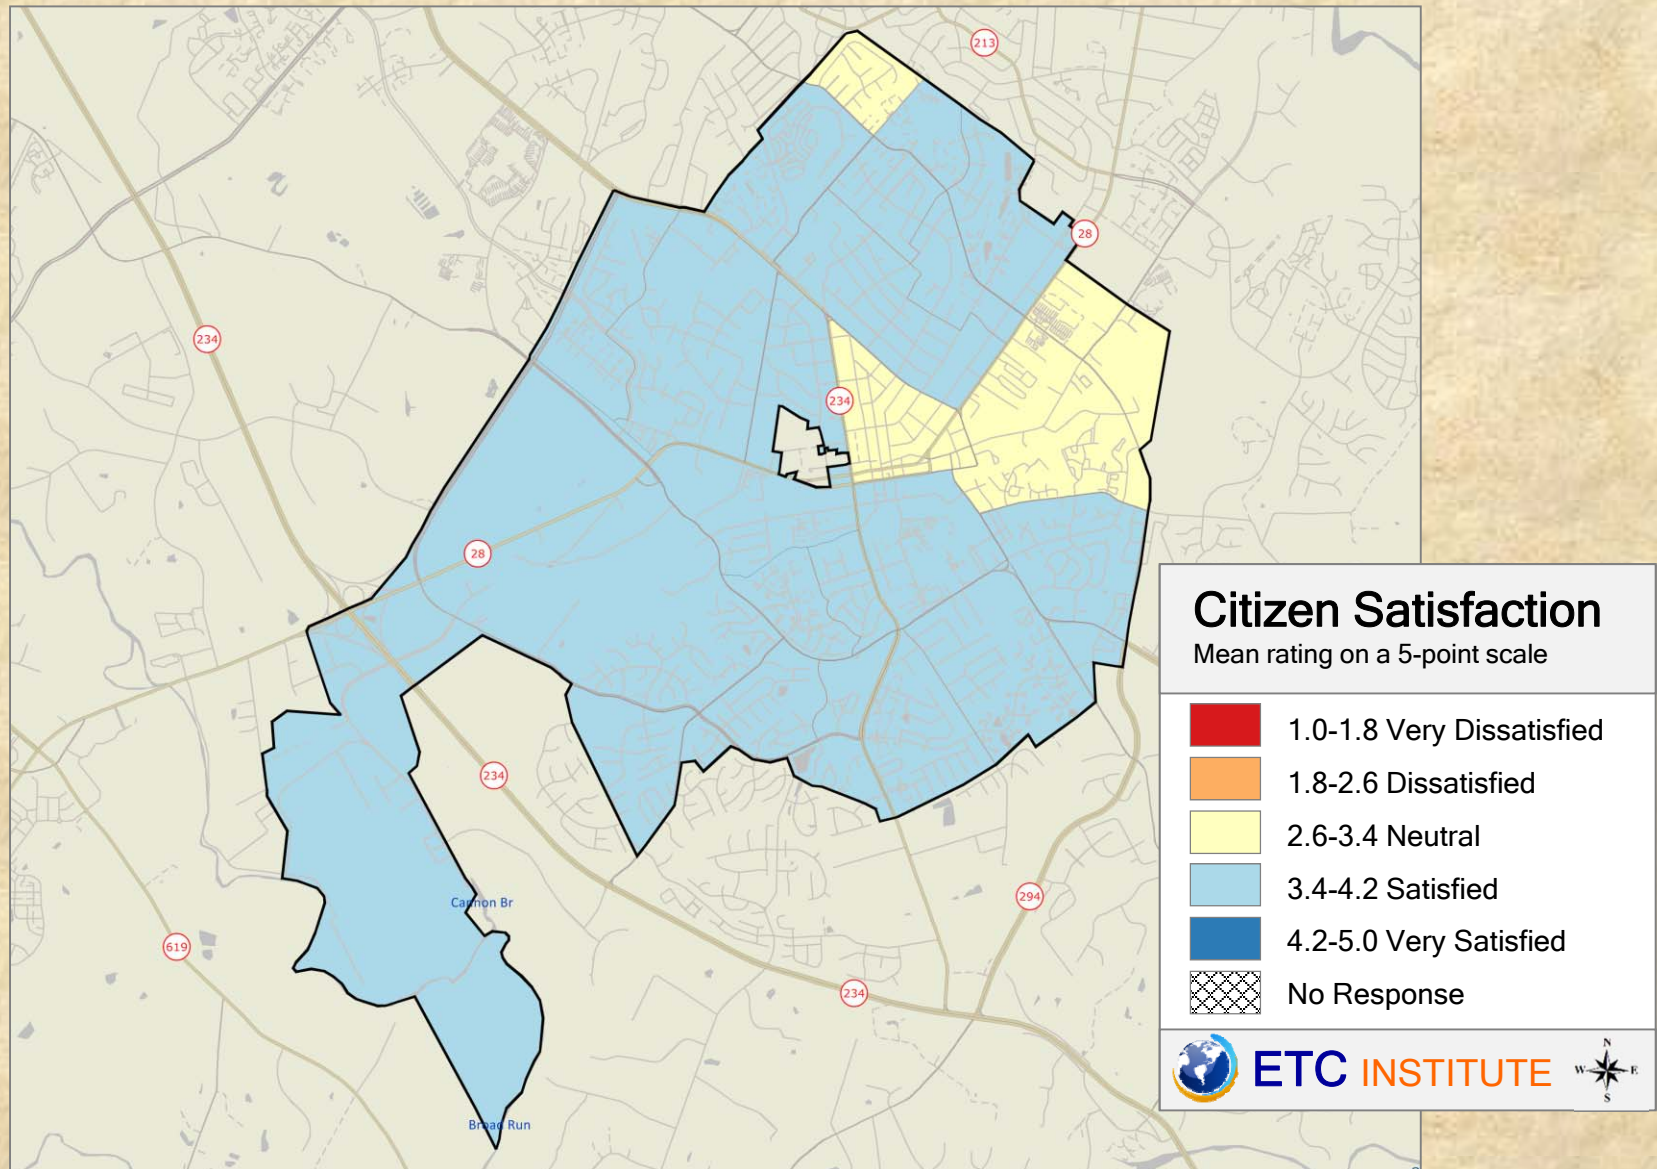 213
28
234
234
28
234
Cannon Br
294
619
234
Broad Run
Citizen Satisfaction
Mean rating on a 5-point scale
1.0-1.8 Very Dissatisfied
1.8-2.6 Dissatisfied
2.6-3.4 Neutral
3.4-4.2 Satisfied
4.2-5.0 Very Satisfied
No Response
ETC INSTITUTE
N
W E
S